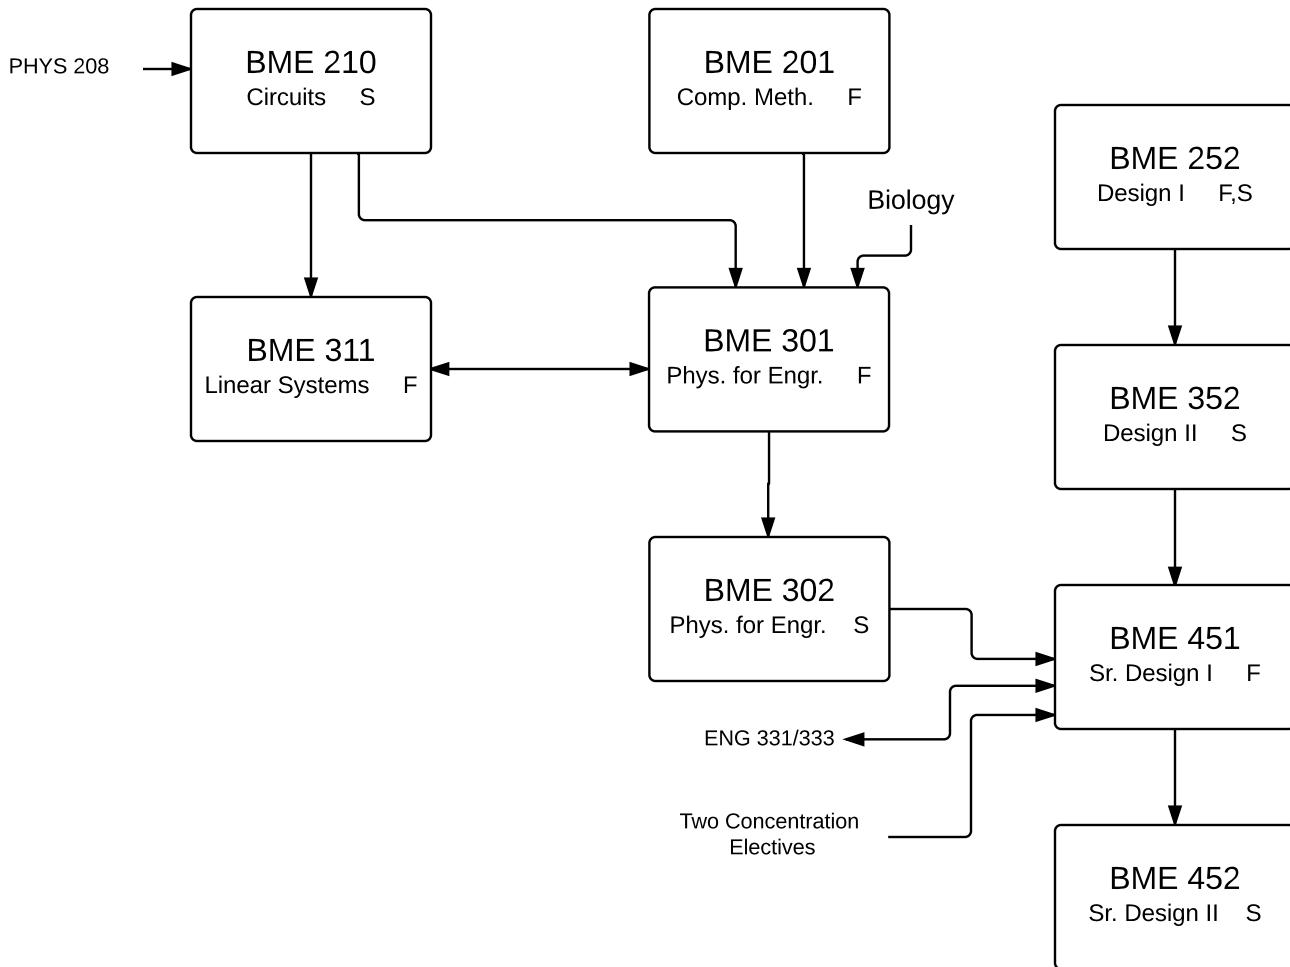 PHYS 208
BME 210
Circuits S
BME 201
Comp. Meth. F
BME 252
Design I F,S
Biology
BME 311
Linear Systems F
BME 301
Phys. for Engr. F
BME 352
Design II S
BME 302
Phys. for Engr. S
BME 451
Sr. Design I F
ENG 331/333
Two Concentration
Electives
BME 452
Sr. Design II S